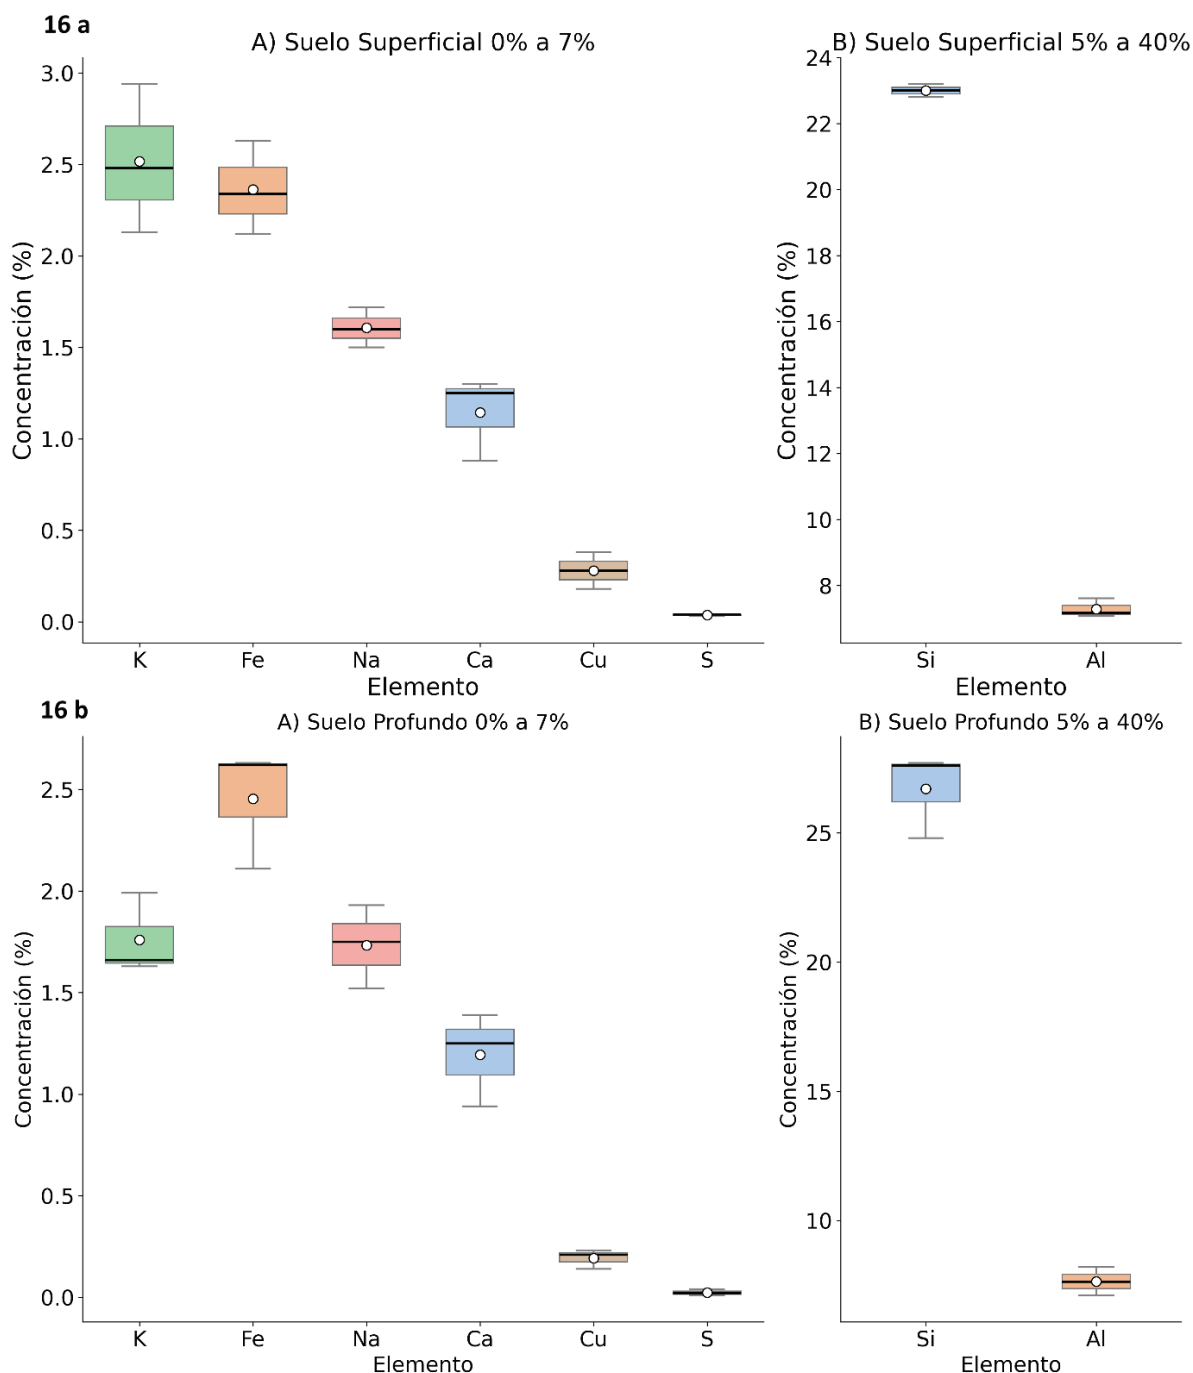 16 a
A) Suelo Superficial 0% a 7%
Concentración (%)
3.0
2.5
2.0
1.5
1.0
0.5
0.0
K Fe Na Ca Cu S
Elemento
B) Suelo Superficial 5% a 40%
Concentración (%)
24
22
20
18
16
14
12
10
8
Si Al
Elemento
16 b
A) Suelo Profundo 0% a 7%
Concentración (%)
2.5
2.0
1.5
1.0
0.5
0.0
K Fe Na Ca Cu S
Elemento
B) Suelo Profundo 5% a 40%
Concentración (%)
25
20
15
10
Si Al
Elemento